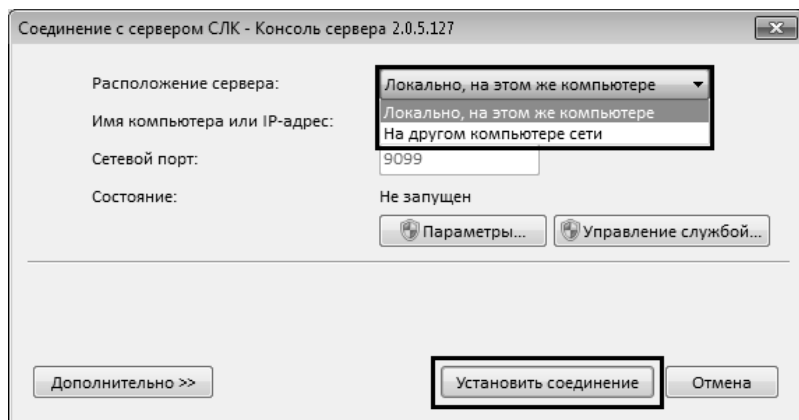 Соединение с сервером СЛК - Консоль сервера 2.0.5.127
Расположение сервера: Локально, на этом же компьютере
Локально, на этом же компьютере
Имя компьютера или IP-адрес:
На другом компьютере сети
Сетевой порт: 9099
Состояние: Не запущен
Параметры... Управление службой...
Дополнительно >> Установить соединение Отмена